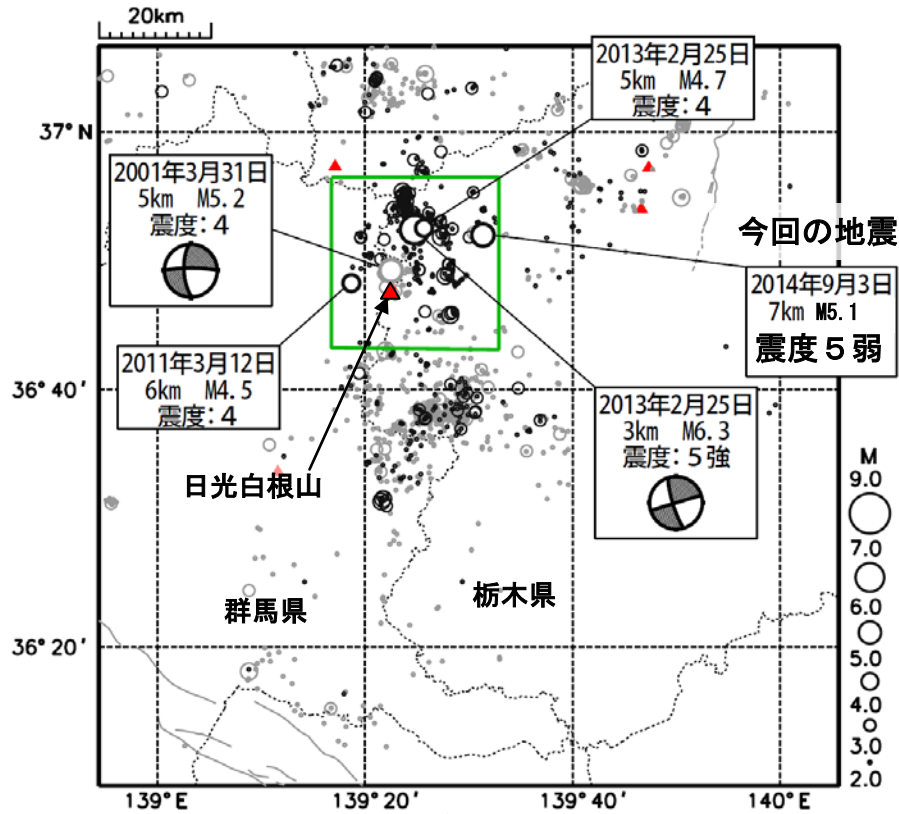 20km
2013年2月25日
5km M4.7
震度：4
37°N
2001年3月31日
5km M5.2
震度：4
今回の地震
2014年9月3日
7km M5.1
震度５弱
2011年3月12日
6km M4.5
震度：4
36°40′
2013年2月25日
3km M6.3
震度：5強
日光白根山
群馬県
栃木県
36°20′
M
9.0
7.0
6.0
5.0
4.0
3.0
2.0
139°E
139°20′
139°40′
140°E